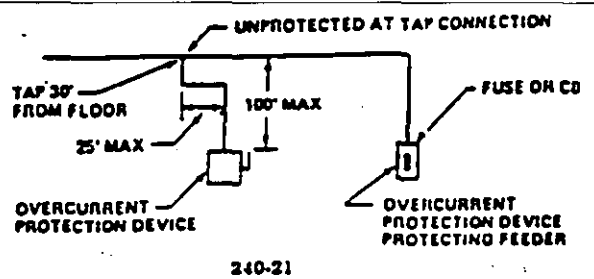 UNPROTECTED AT TAP CONNECTION
TAP 30'
FROM FLOOR
100' MAX
FUSE OR CB
25' MAX
OVERCURRENT
PROTECTION DEVICE
OVERCURRENT
PROTECTION DEVICE
PROTECTING FEEDER
240-21